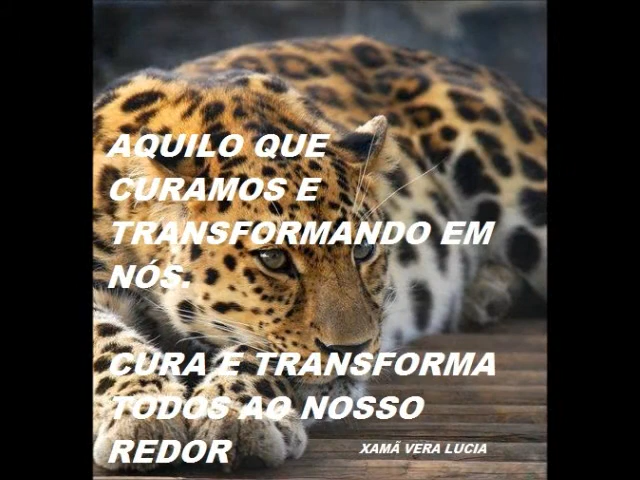 AQUILO QUE
CURAMOS E
TRANSFORMANDO EM
NÓS.
CURA E TRANSFORMA
TODOS AO NOSSO
REDOR
XAMÃ VERA LUCIA